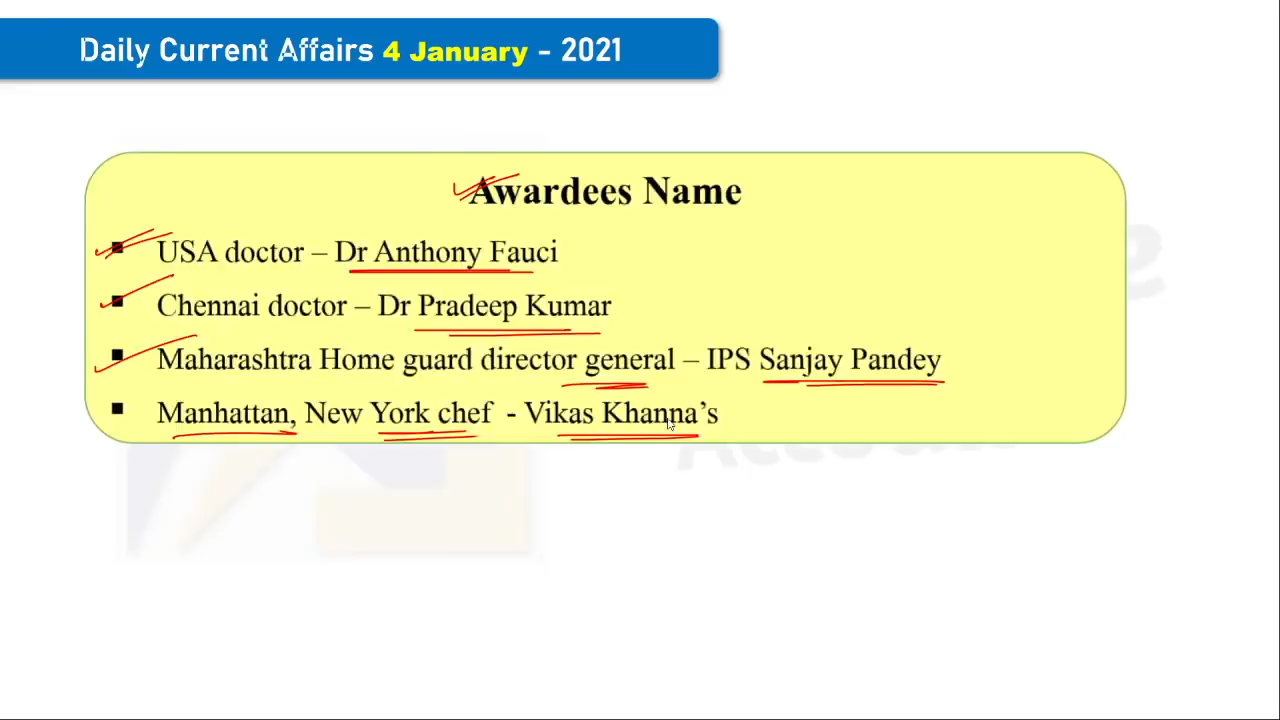 Daily Current Affairs 4 January - 2021
Awardees Name
▪ USA doctor – Dr Anthony Fauci
▪ Chennai doctor – Dr Pradeep Kumar
▪ Maharashtra Home guard director general – IPS Sanjay Pandey
▪ Manhattan, New York chef - Vikas Khanna’s